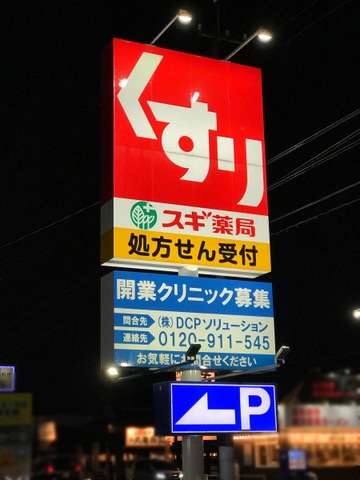 くすり
スギ薬局
処方せん受付
開業クリニック募集
問合せ先 (株)DCPソリューション
連絡先 0120-911-545
お気軽にお問合せください
P